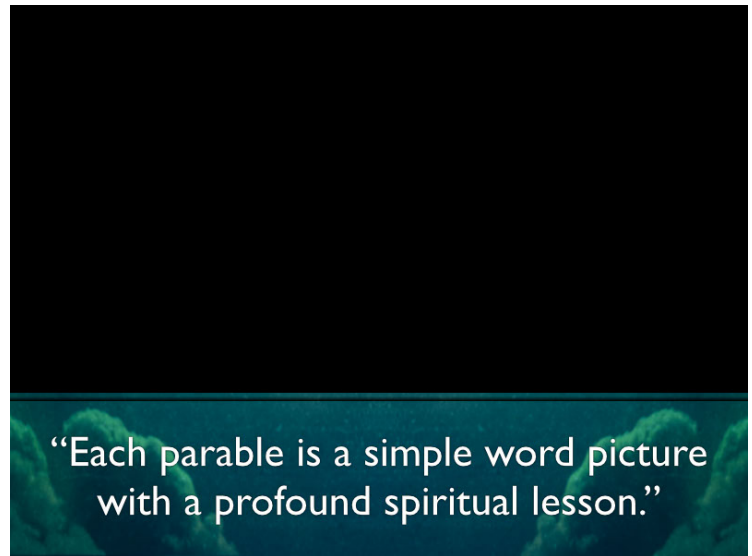 “Each parable is a simple word picture
with a profound spiritual lesson.”